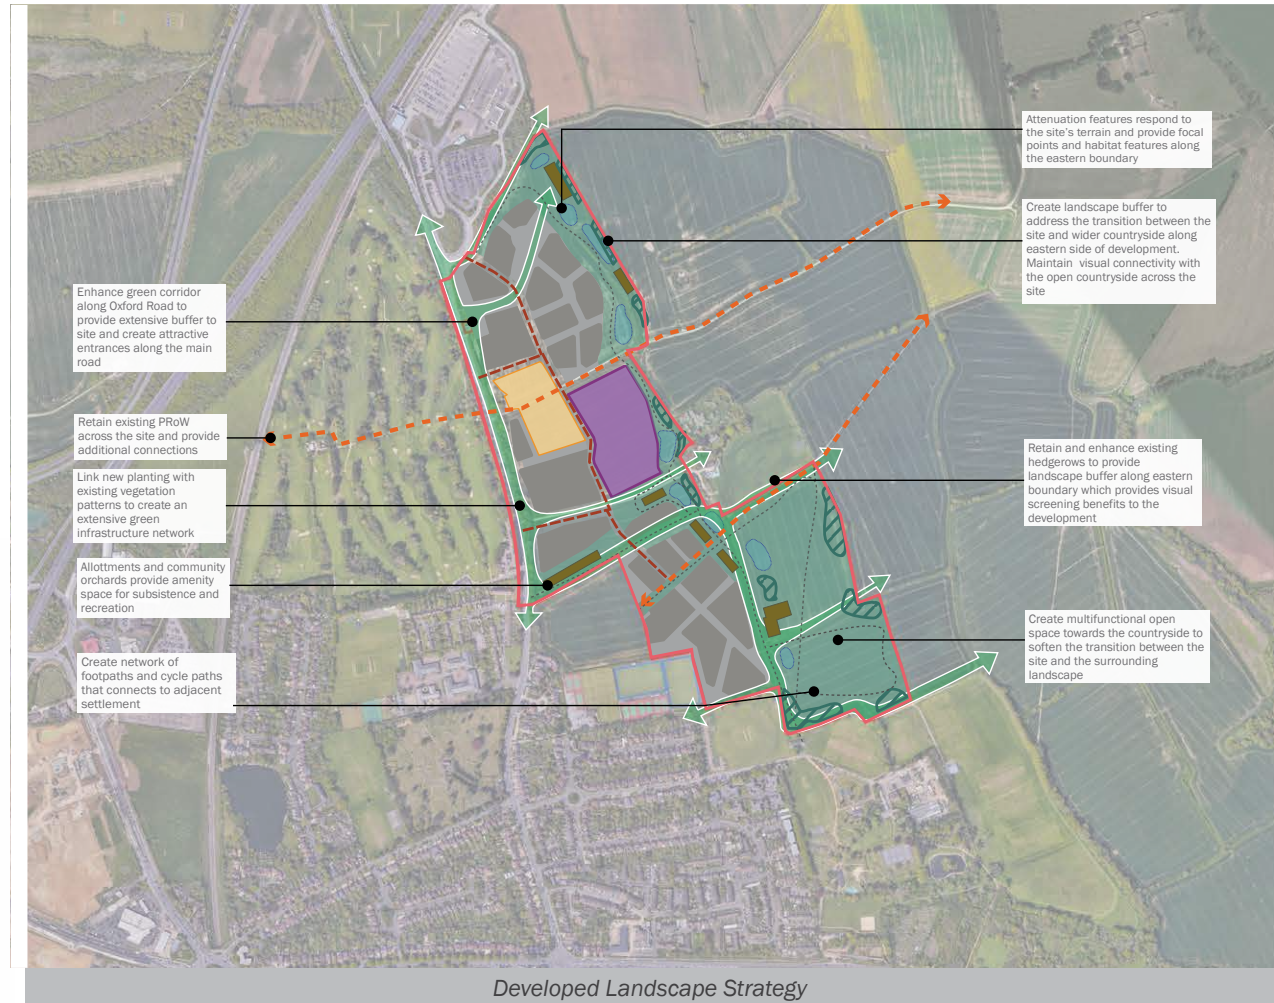 Enhance green corridor
along Oxford Road to
provide extensive buffer to
site and create attractive
entrances along the main
road
Retain existing PRoW
across the site and provide
additional connections
Link new planting with
existing vegetation
patterns to create an
extensive green
infrastructure network
Allottments and community
orchards provide amenity
space for subsistence and
recreation
Create network of
footpaths and cycle paths
that connects to adjacent
settlement
Attenuation features respond to
the site's terrain and provide focal
points and habitat features along
the eastern boundary
Create landscape buffer to
address the transition between the
site and wider countryside along
eastern side of development.
Maintain visual connectivity with
the open countryside across the
site
Retain and enhance existing
hedgerows to provide
landscape buffer along eastern
boundary which provides visual
screening benefits to the
development
Create multifunctional open
space towards the countryside to
soften the transition between the
site and the surrounding
landscape
Developed Landscape Strategy